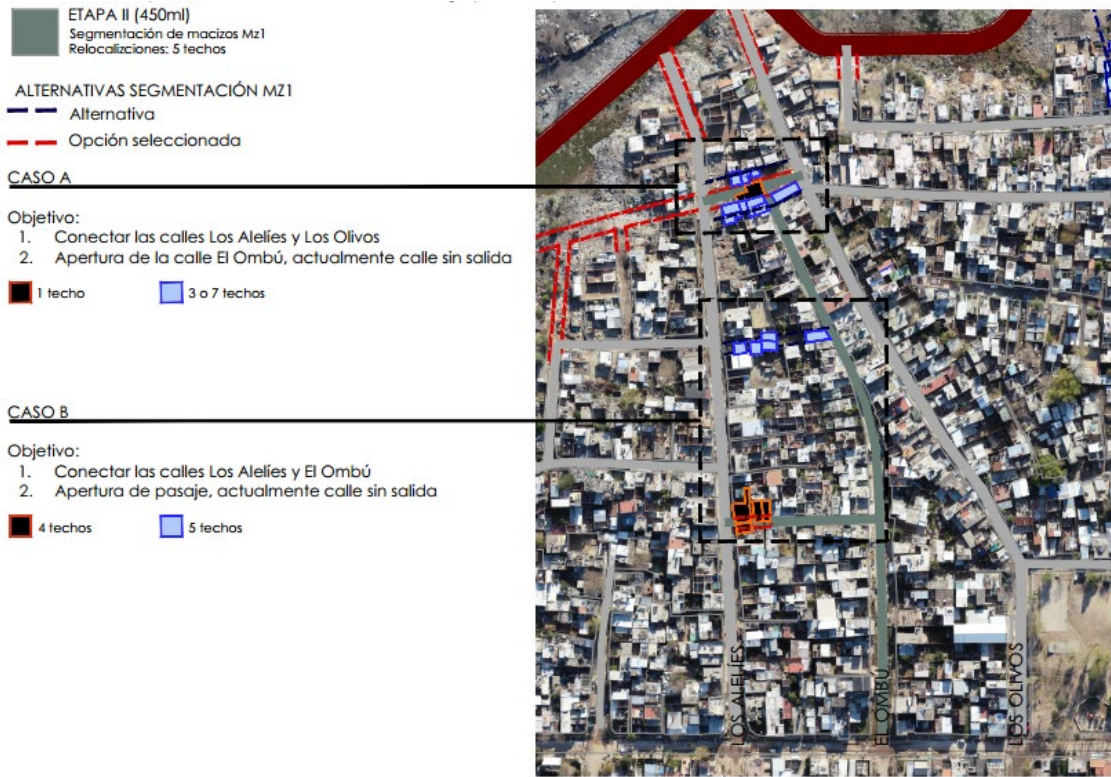 ETAPA II (450ml)
Segmentación de macizos Mz1
Relocalizciones: 5 techos
ALTERNATIVAS SEGMENTACIÓN MZ1
Alternativa
Opción seleccionada
CASO A
Objetivo:
1. Conectar las calles Los Alelíes y Los Olivos
2. Apertura de la calle El Ombú, actualmente calle sin salida
1 techo
3 o 7 techos
CASO B
Objetivo:
1. Conectar las calles Los Alelíes y El Ombú
2. Apertura de pasaje, actualmente calle sin salida
4 techos
5 techos
LOS ALELÍES
EL OMBÚ
LOS OLIVOS